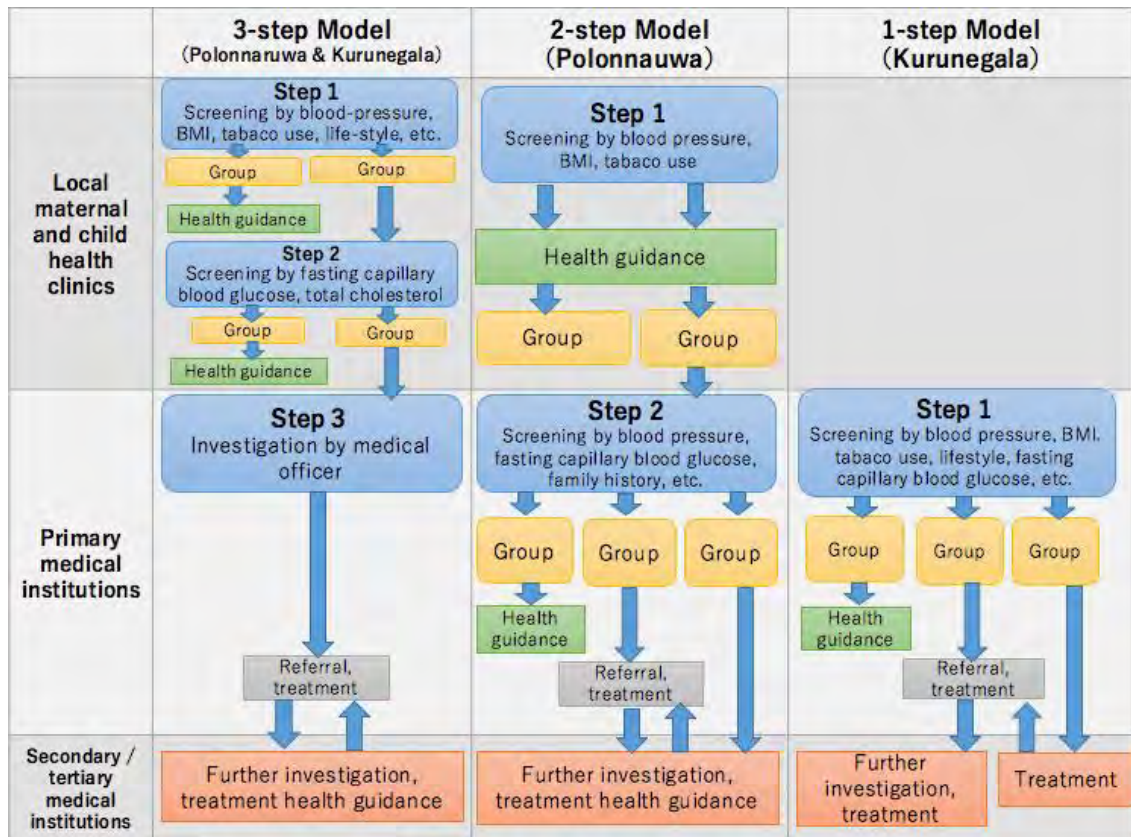 3-step Model
(Polonnaruwa & Kurunegala)
2-step Model
(Polonnauwa)
1-step Model
(Kurunegala)
Local
maternal
and child
health
clinics
Step 1
Screening by blood-pressure,
BMI, tabaco use, life-style, etc.
Group
Group
Health guidance
Step 2
Screening by fasting capillary
blood glucose, total cholesterol
Group
Group
Health guidance
Step 1
Screening by blood pressure,
BMI, tabaco use
Health guidance
Group
Group
Primary
medical
institutions
Step 3
Investigation by medical
officer
Referral,
treatment
Step 2
Screening by blood pressure,
fasting capillary blood glucose,
family history, etc.
Group
Group
Group
Health
guidance
Referral,
treatment
Step 1
Screening by blood pressure, BMI.
tabaco use, lifestyle, fasting
capillary blood glucose, etc.
Group
Group
Group
Health
guidance
Referral,
treatment
Secondary /
tertiary
medical
institutions
Further investigation,
treatment health guidance
Further investigation,
treatment health guidance
Further
investigation,
treatment
Treatment